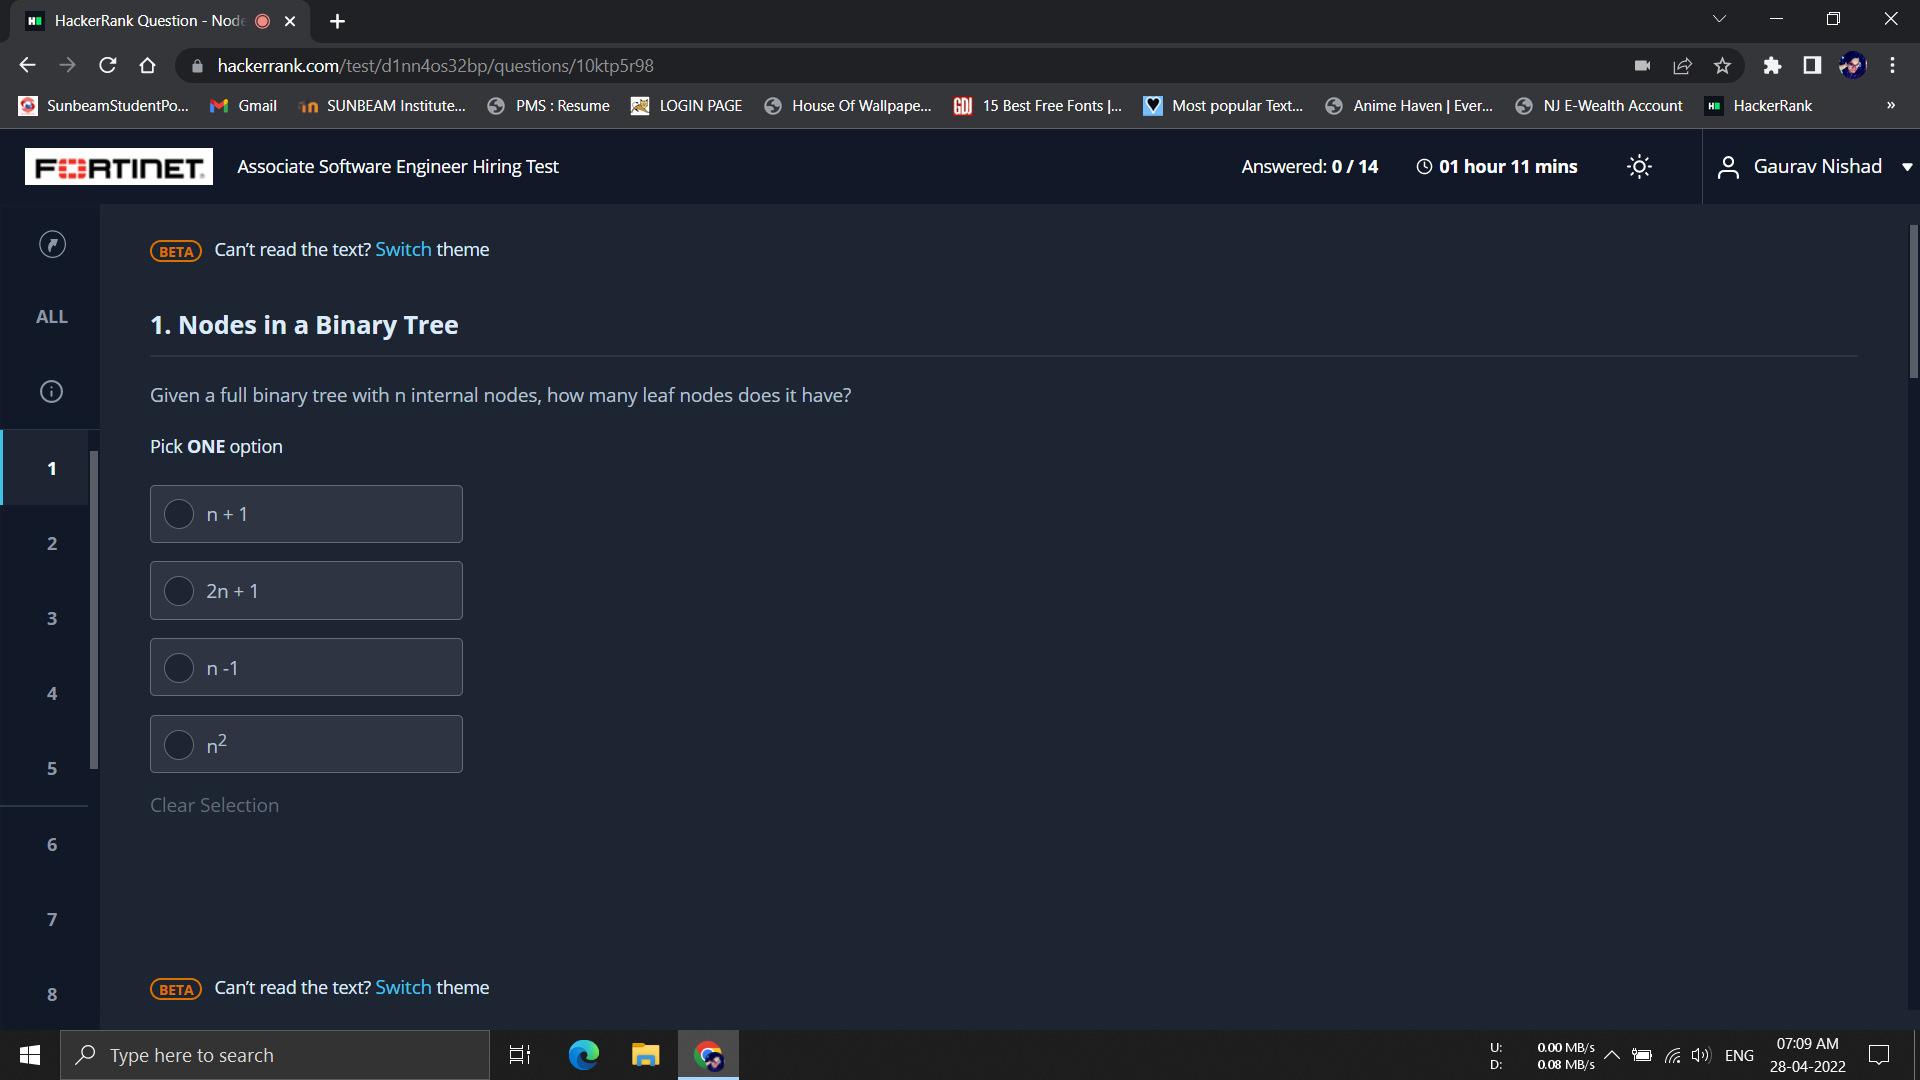 HackerRank Question - Node
hackerrank.com/test/d1nn4os32bp/questions/10ktp5r98
SunbeamStudentPo... Gmail SUNBEAM Institute... PMS : Resume LOGIN PAGE House Of Wallpape... GDJ 15 Best Free Fonts |... Most popular Text... Anime Haven | Ever... NJ E-Wealth Account HackerRank »
FORTINET Associate Software Engineer Hiring Test Answered: 0 / 14 01 hour 11 mins Gaurav Nishad
BETA Can't read the text? Switch theme
ALL
1. Nodes in a Binary Tree
Given a full binary tree with n internal nodes, how many leaf nodes does it have?
Pick ONE option
1
n + 1
2
2n + 1
3
n -1
4
n²
5
Clear Selection
6
7
BETA Can't read the text? Switch theme
8
Type here to search
U: 0.00 MB/s
D: 0.08 MB/s
ENG
07:09 AM
28-04-2022